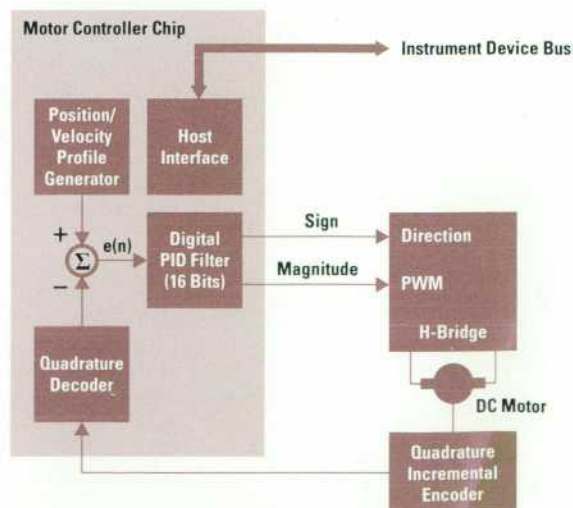 Motor Controller Chip
Instrument Device Bus
Position/
Velocity
Profile
Generator
Host
Interface
+
Σ
−
e(n)
Digital
PID Filter
(16 Bits)
Sign
Magnitude
Direction
PWM
H-Bridge
Quadrature
Decoder
DC Motor
Quadrature
Incremental
Encoder